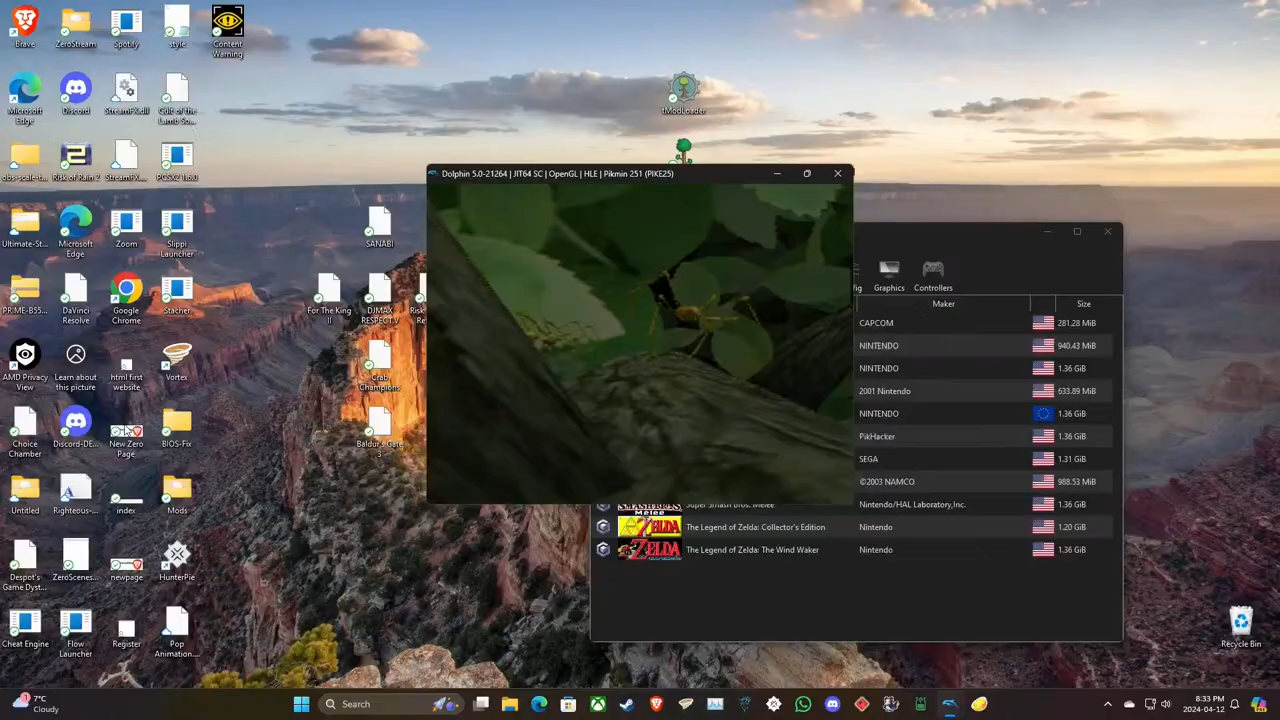 Brave
ZeroStream
Spotify
style
Content
Warning
Microsoft
Edge
Discord
StreamFX.dll
Cult of the
Lamb So...
tModLoader
obs-scale-t...
Risk of Rain 2
StreamFX...
PCSX2 1.6.0
Dolphin 5.0-21264 | JIT64 SC | OpenGL | HLE | Pikmin 251 (PIKE25)
Ultimate-St...
Microsoft
Edge
Zoom
Slippi
Launcher
SANABI
Graphics
Controllers
Maker
Size
PRIME-B55...
DaVinci
Resolve
Google
Chrome
Stacher
For The King
II
DJMAX
RESPECT V
CAPCOM
281.28 MiB
NINTENDO
940.43 MiB
NINTENDO
1.36 GiB
2001 Nintendo
633.89 MiB
NINTENDO
1.36 GiB
PikHacker
1.36 GiB
SEGA
1.31 GiB
©2003 NAMCO
988.53 MiB
Super Smash Bros. Melee
Nintendo/HAL Laboratory,Inc.
1.36 GiB
The Legend of Zelda: Collector's Edition
Nintendo
1.20 GiB
The Legend of Zelda: The Wind Waker
Nintendo
1.36 GiB
AMD Privacy
View
Learn about
this picture
html first
website
Vortex
Crab
Champions
Choice
Chamber
Discord-DE...
New Zero
Page
BIOS-Fix
Baldur's Gate
3
Untitled
Righteous-...
index
Mods
Despot's
Game Dyst...
ZeroScenes...
newpage
HunterPie
Cheat Engine
Flow
Launcher
Register
Pop
Animation....
Recycle Bin
7°C
Cloudy
Search
8:33 PM
2024-04-12